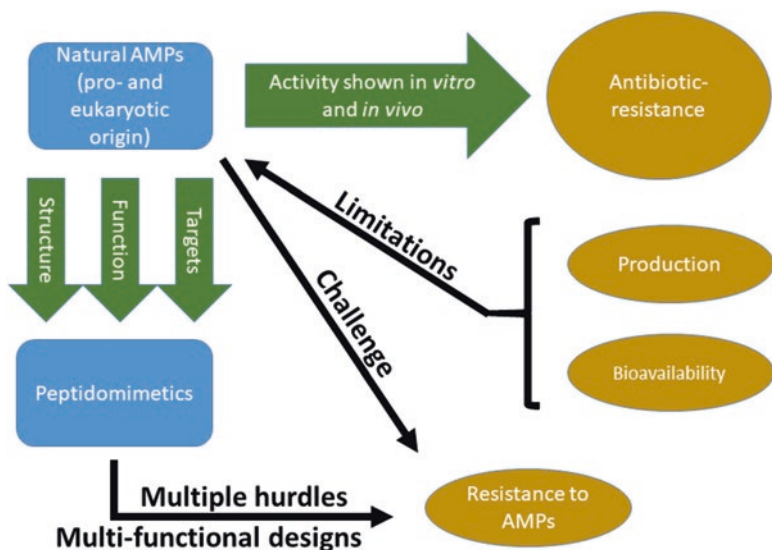 Natural AMPs
(pro- and
eukaryotic
origin)
Activity shown in vitro
and in vivo
Antibiotic-
resistance
Structure
Function
Targets
Limitations
Challenge
Production
Bioavailability
Peptidomimetics
Multiple hurdles
Multi-functional designs
Resistance to
AMPs